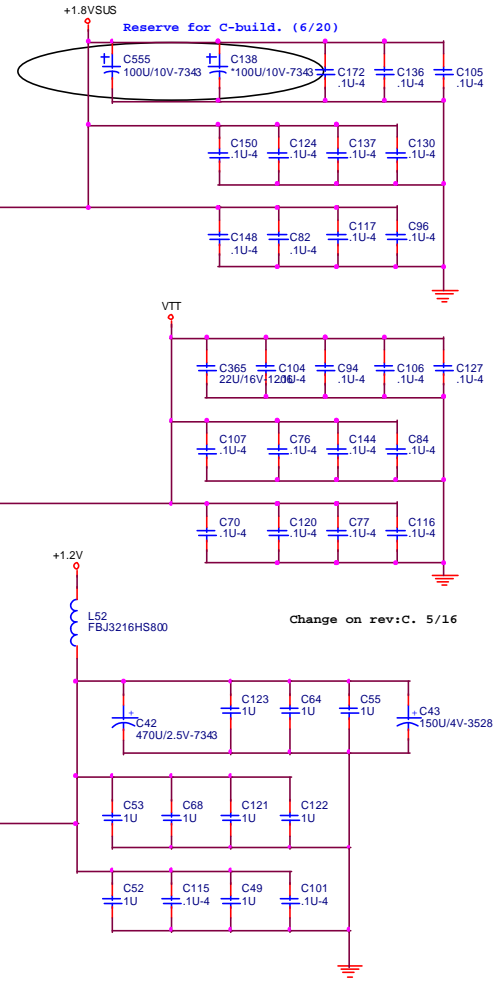 +1.8VSUS
Reserve for C-build. (6/20)
C555 C138
100U/10V-7343 *100U/10V-7343
C172 C136 C105
.1U-4 .1U-4 .1U-4
C150 C124 C137 C130
.1U-4 .1U-4 .1U-4 .1U-4
C148 C82 C117 C96
.1U-4 .1U-4 .1U-4 .1U-4
VTT
C365 C104 C94 C106 C127
22U/16V-1206 .1U-4 .1U-4 .1U-4 .1U-4
C107 C76 C144 C84
.1U-4 .1U-4 .1U-4 .1U-4
C70 C120 C77 C116
.1U-4 .1U-4 .1U-4 .1U-4
+1.2V
L52
FBJ3216HS800
Change on rev:C. 5/16
C42 C123 C64 C55 C43
470U/2.5V-7343 1U 1U 1U 150U/4V-3528
C53 C68 C121 C122
1U 1U 1U 1U
C52 C115 C49 C101
1U .1U-4 1U .1U-4